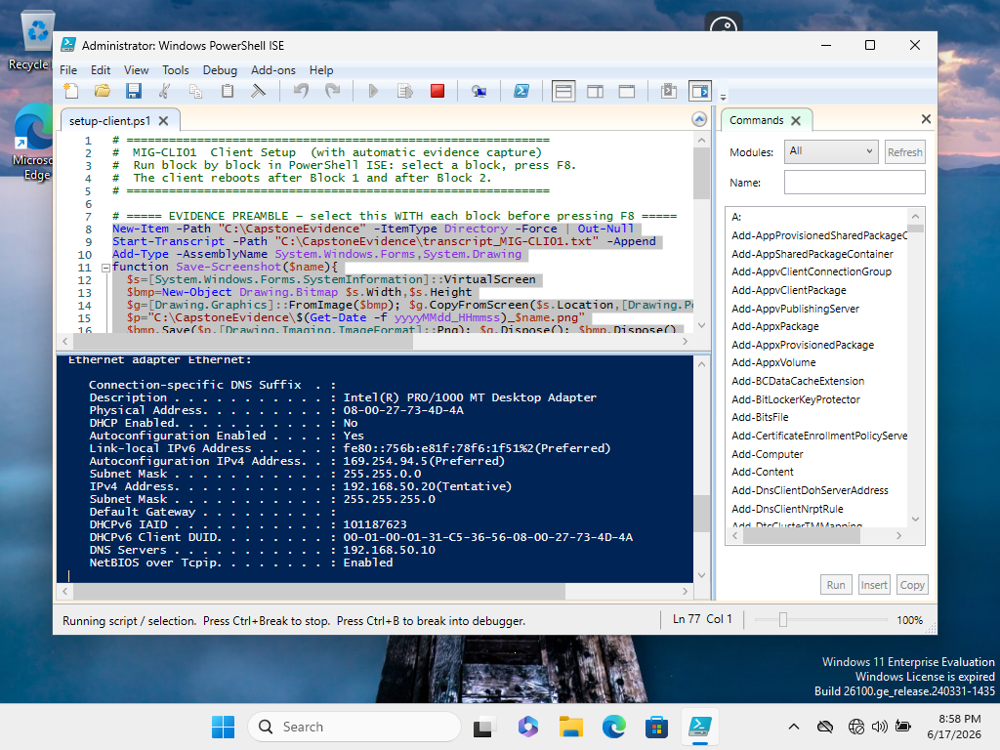 Recycle
Microsc
Edge
Administrator: Windows PowerShell ISE
File Edit View Tools Debug Add-ons Help
setup-client.ps1
1 # ============================================================
2 # MIG-CLI01 Client Setup (with automatic evidence capture)
3 # Run block by block in PowerShell ISE: select a block, press F8.
4 # The client reboots after Block 1 and after Block 2.
5 # ============================================================
6
7 # ===== EVIDENCE PREAMBLE — select this WITH each block before pressing F8 =====
8 New-Item -Path "C:\CapstoneEvidence" -ItemType Directory -Force | Out-Null
9 Start-Transcript -Path "C:\CapstoneEvidence\transcript_MIG-CLI01.txt" -Append
10 Add-Type -AssemblyName System.Windows.Forms,System.Drawing
11 function Save-Screenshot($name){
12 $s=[System.Windows.Forms.SystemInformation]::VirtualScreen
13 $bmp=New-Object Drawing.Bitmap $s.Width,$s.Height
14 $g=[Drawing.Graphics]::FromImage($bmp); $g.CopyFromScreen($s.Location,[Drawing.Po
15 $p="C:\CapstoneEvidence\$(Get-Date -f yyyyMMdd_HHmmss)_$name.png"
16 $bmp.Save($p,[Drawing.Imaging.ImageFormat]::Png); $g.Dispose(); $bmp.Dispose()
Ethernet adapter Ethernet:
Connection-specific DNS Suffix . :
Description . . . . . . . . . . . : Intel(R) PRO/1000 MT Desktop Adapter
Physical Address. . . . . . . . . : 08-00-27-73-4D-4A
DHCP Enabled. . . . . . . . . . . : No
Autoconfiguration Enabled . . . . : Yes
Link-local IPv6 Address . . . . . : fe80::756b:e81f:78f6:1f51%2(Preferred)
Autoconfiguration IPv4 Address. . : 169.254.94.5(Preferred)
Subnet Mask . . . . . . . . . . . : 255.255.0.0
IPv4 Address. . . . . . . . . . . : 192.168.50.20(Tentative)
Subnet Mask . . . . . . . . . . . : 255.255.255.0
Default Gateway . . . . . . . . . :
DHCPv6 IAID . . . . . . . . . . . : 101187623
DHCPv6 Client DUID. . . . . . . . : 00-01-00-01-31-C5-36-56-08-00-27-73-4D-4A
DNS Servers . . . . . . . . . . . : 192.168.50.10
NetBIOS over Tcpip. . . . . . . . : Enabled
Commands
Modules: All Refresh
Name:
A:
Add-AppProvisionedSharedPackageC
Add-AppSharedPackageContainer
Add-AppvClientConnectionGroup
Add-AppvClientPackage
Add-AppvPublishingServer
Add-AppxPackage
Add-AppxProvisionedPackage
Add-AppxVolume
Add-BCDataCacheExtension
Add-BitLockerKeyProtector
Add-BitsFile
Add-CertificateEnrollmentPolicyServe
Add-Computer
Add-Content
Add-DnsClientDohServerAddress
Add-DnsClientNrptRule
Add-DtcClusterTMMapping
Run Insert Copy
Running script / selection. Press Ctrl+Break to stop. Press Ctrl+B to break into debugger.
Ln 77 Col 1
100%
Windows 11 Enterprise Evaluation
Windows License is expired
Build 26100.ge_release.240331-1435
Search
8:58 PM
6/17/2026